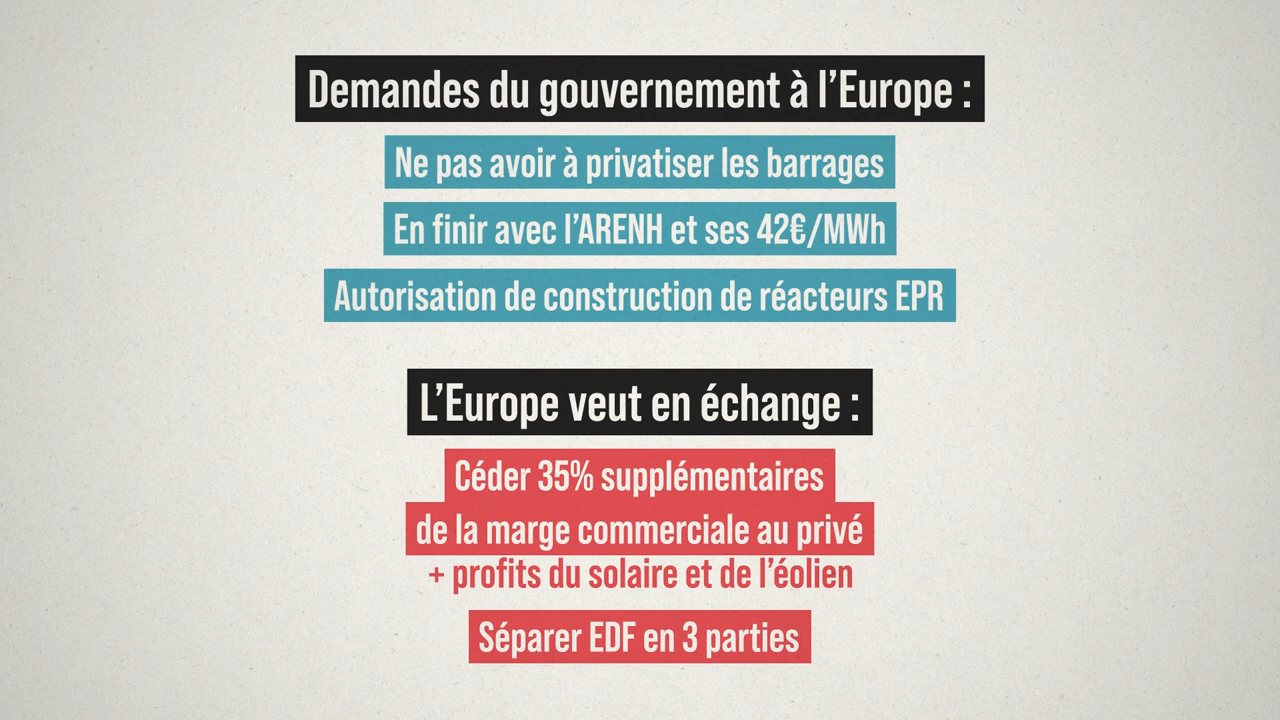 Demandes du gouvernement à l’Europe :
Ne pas avoir à privatiser les barrages
En finir avec l’ARENH et ses 42€/MWh
Autorisation de construction de réacteurs EPR
L’Europe veut en échange :
Céder 35% supplémentaires
de la marge commerciale au privé
+ profits du solaire et de l’éolien
Séparer EDF en 3 parties